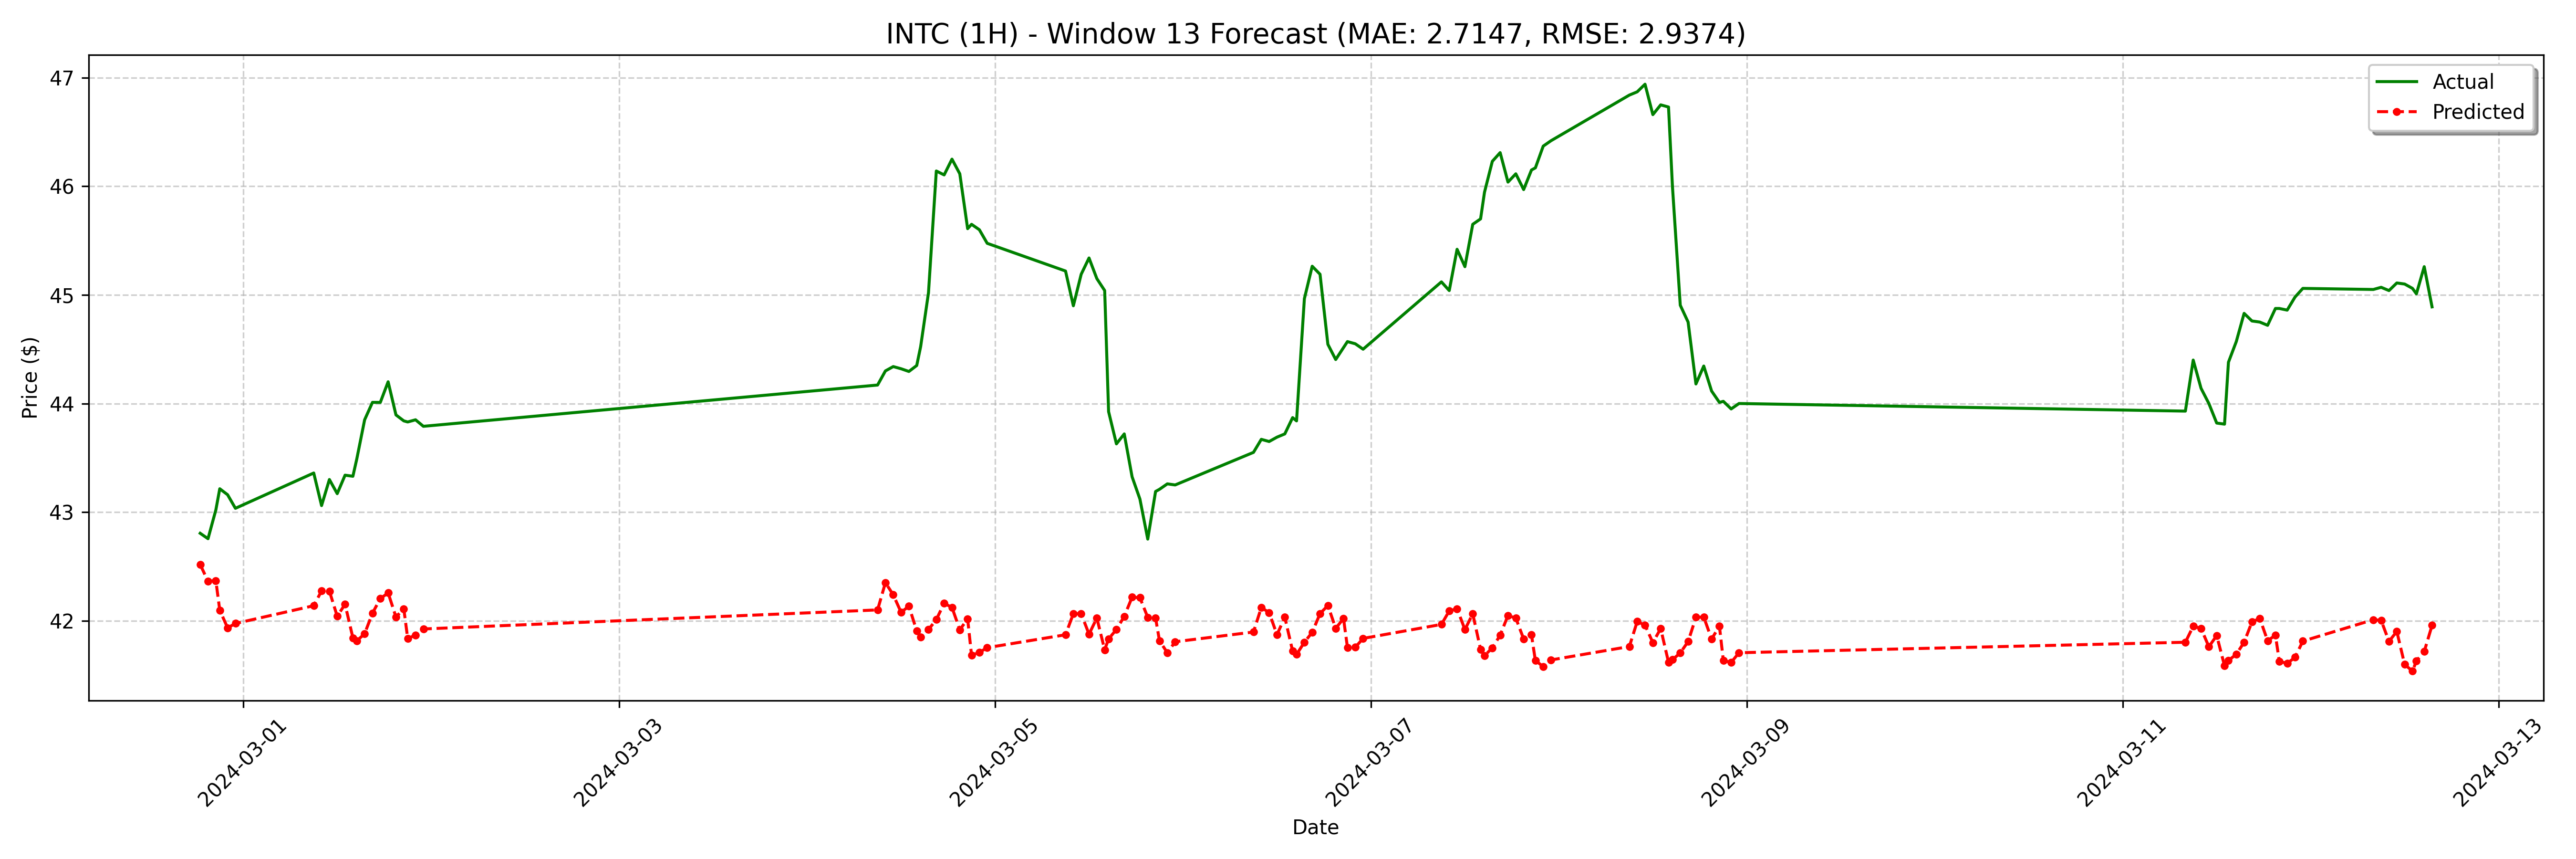 INTC (1H) - Window 13 Forecast (MAE: 2.7147, RMSE: 2.9374)
Price ($)
47
46
45
44
43
42
Actual
Predicted
2024-03-01
2024-03-03
2024-03-05
2024-03-07
2024-03-09
2024-03-11
2024-03-13
Date